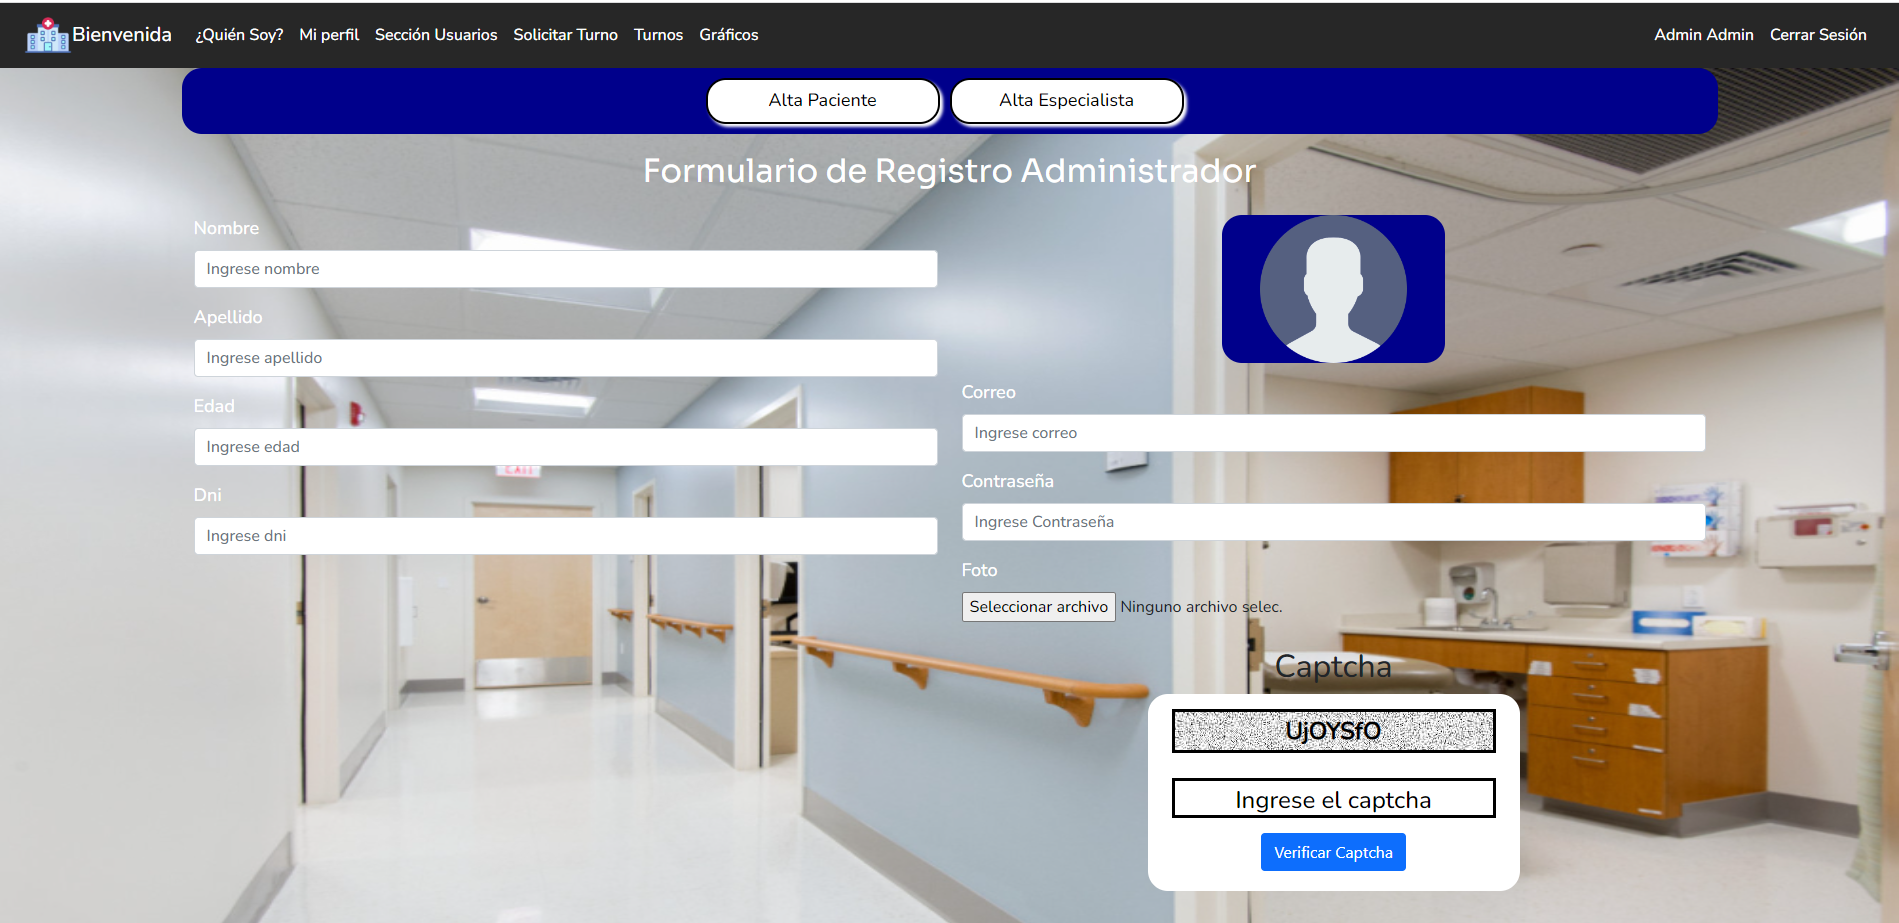 Bienvenida ¿Quién Soy? Mi perfil Sección Usuarios Solicitar Turno Turnos Gráficos Admin Admin Cerrar Sesión
Alta Paciente Alta Especialista
Formulario de Registro Administrador
Nombre
Ingrese nombre
Apellido
Ingrese apellido
Edad
Ingrese edad
Dni
Ingrese dni
Correo
Ingrese correo
Contraseña
Ingrese Contraseña
Foto
Seleccionar archivo Ninguno archivo selec.
Captcha
UjOYSfO
Ingrese el captcha
Verificar Captcha
EXIT